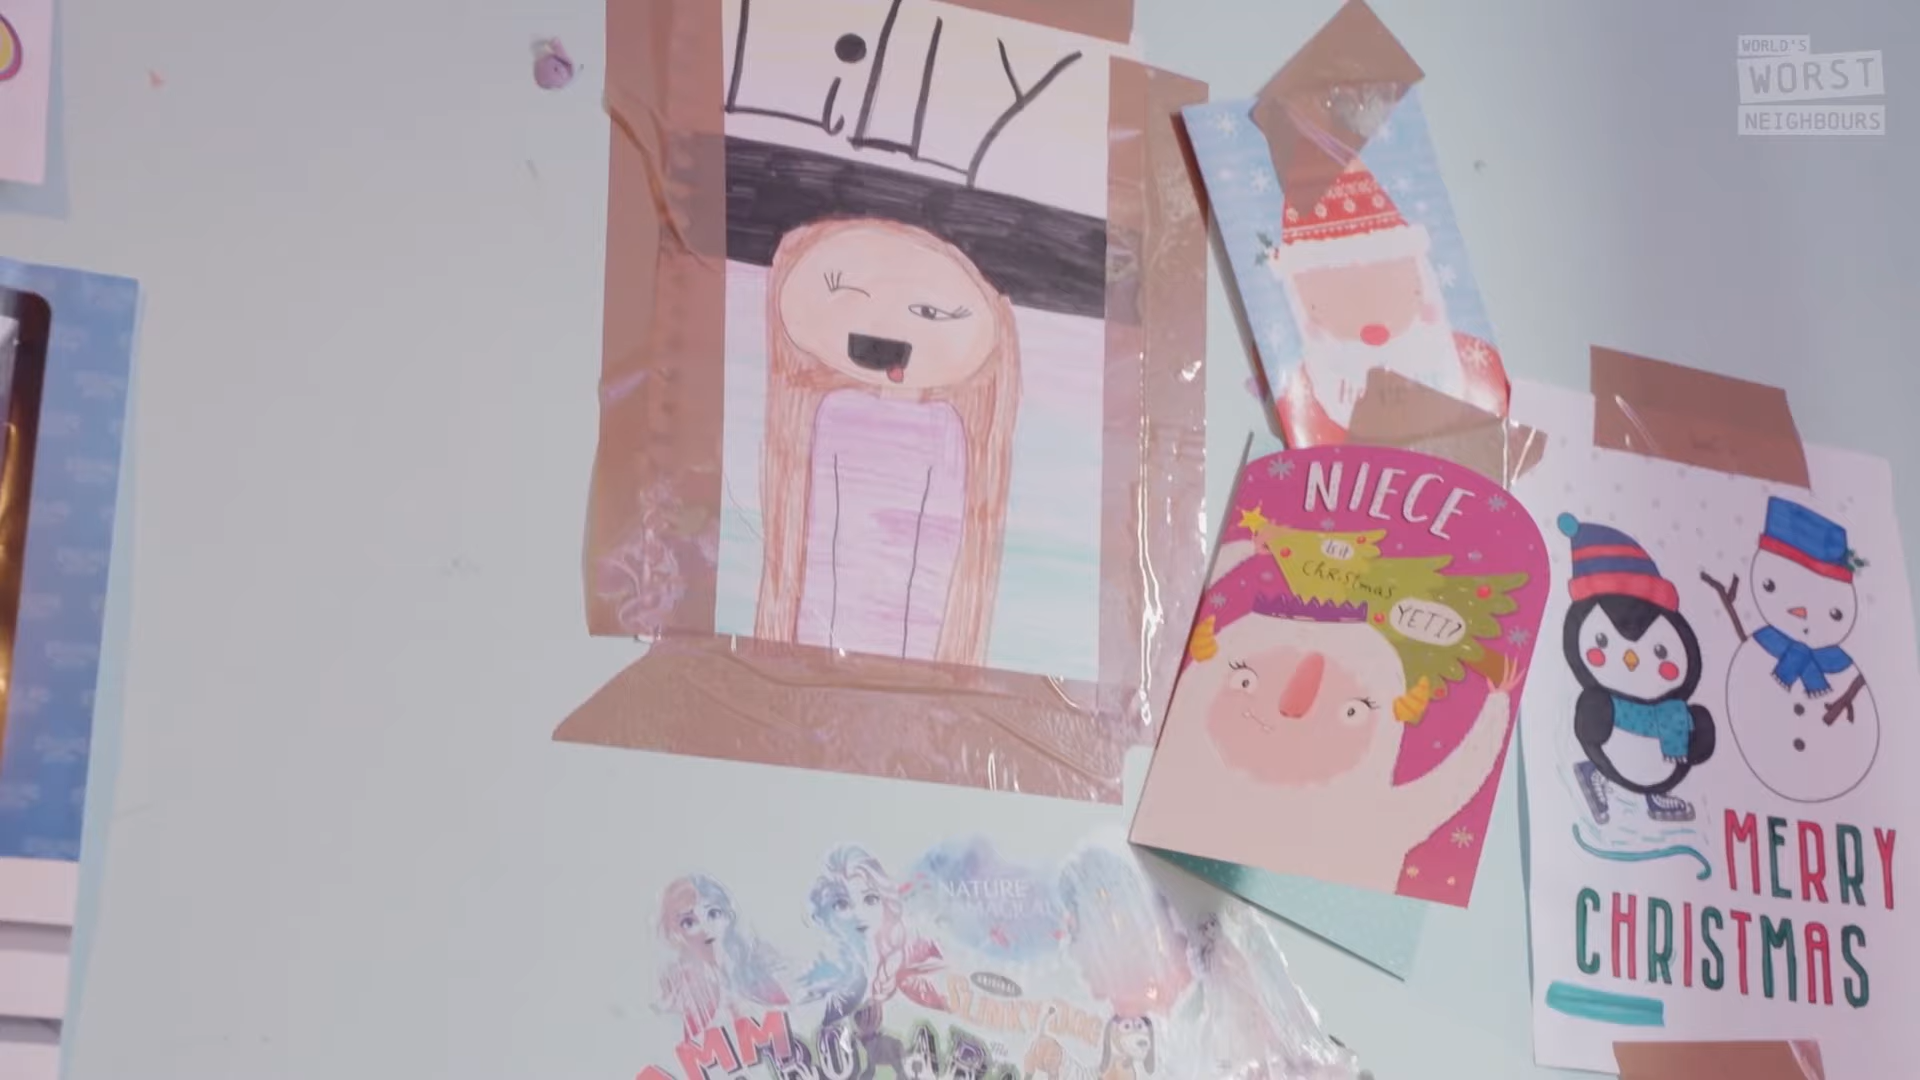 Lilly
WORLD'S
WORST
NEIGHBOURS
NIECE
Is it
Christmas
YETI?
MERRY
CHRISTMAS
NATURE
ORIGINAL
SLINKY DOG